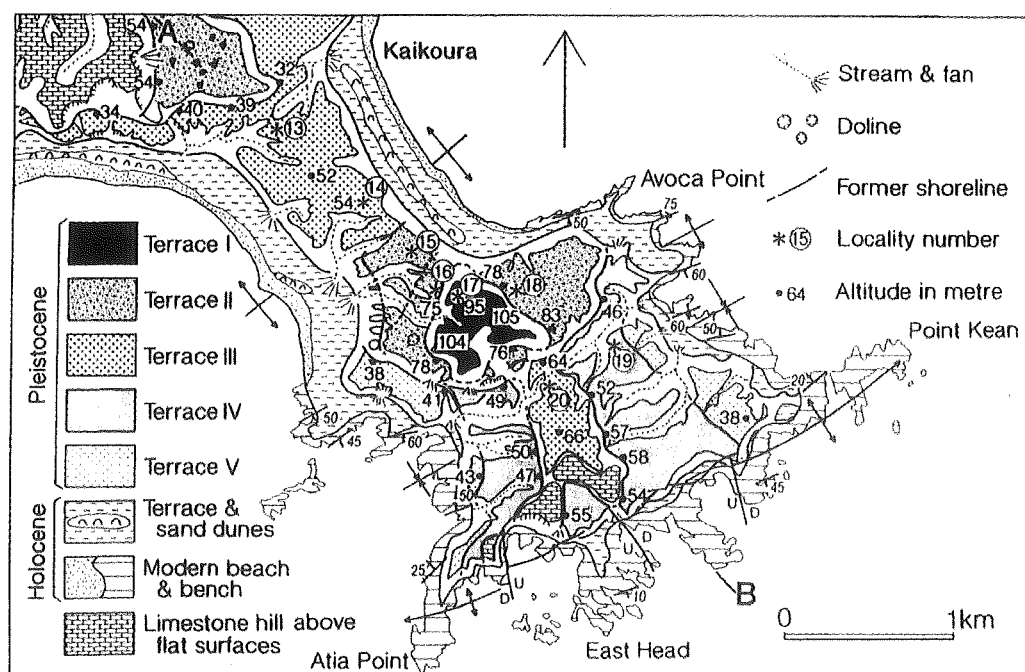 54
A
Kaikoura
32
54
34
40
39
13
52
14
54
15
16
17
78
18
75
95
105
104
83
76
78
38
41
49
64
20
52
46
19
66
57
58
50
47
43
50
54
55
38
25
10
20
45
50
45
60
50
75
60
60
50
Avoca Point
Point Kean
East Head
Atia Point
U
D
U
D
U
D
B
Stream & fan
Doline
Former shoreline
15 Locality number
64 Altitude in metre
0 1km
Pleistocene
Terrace I
Terrace II
Terrace III
Terrace IV
Terrace V
Holocene
Terrace &
sand dunes
Modern beach
& bench
Limestone hill above
flat surfaces